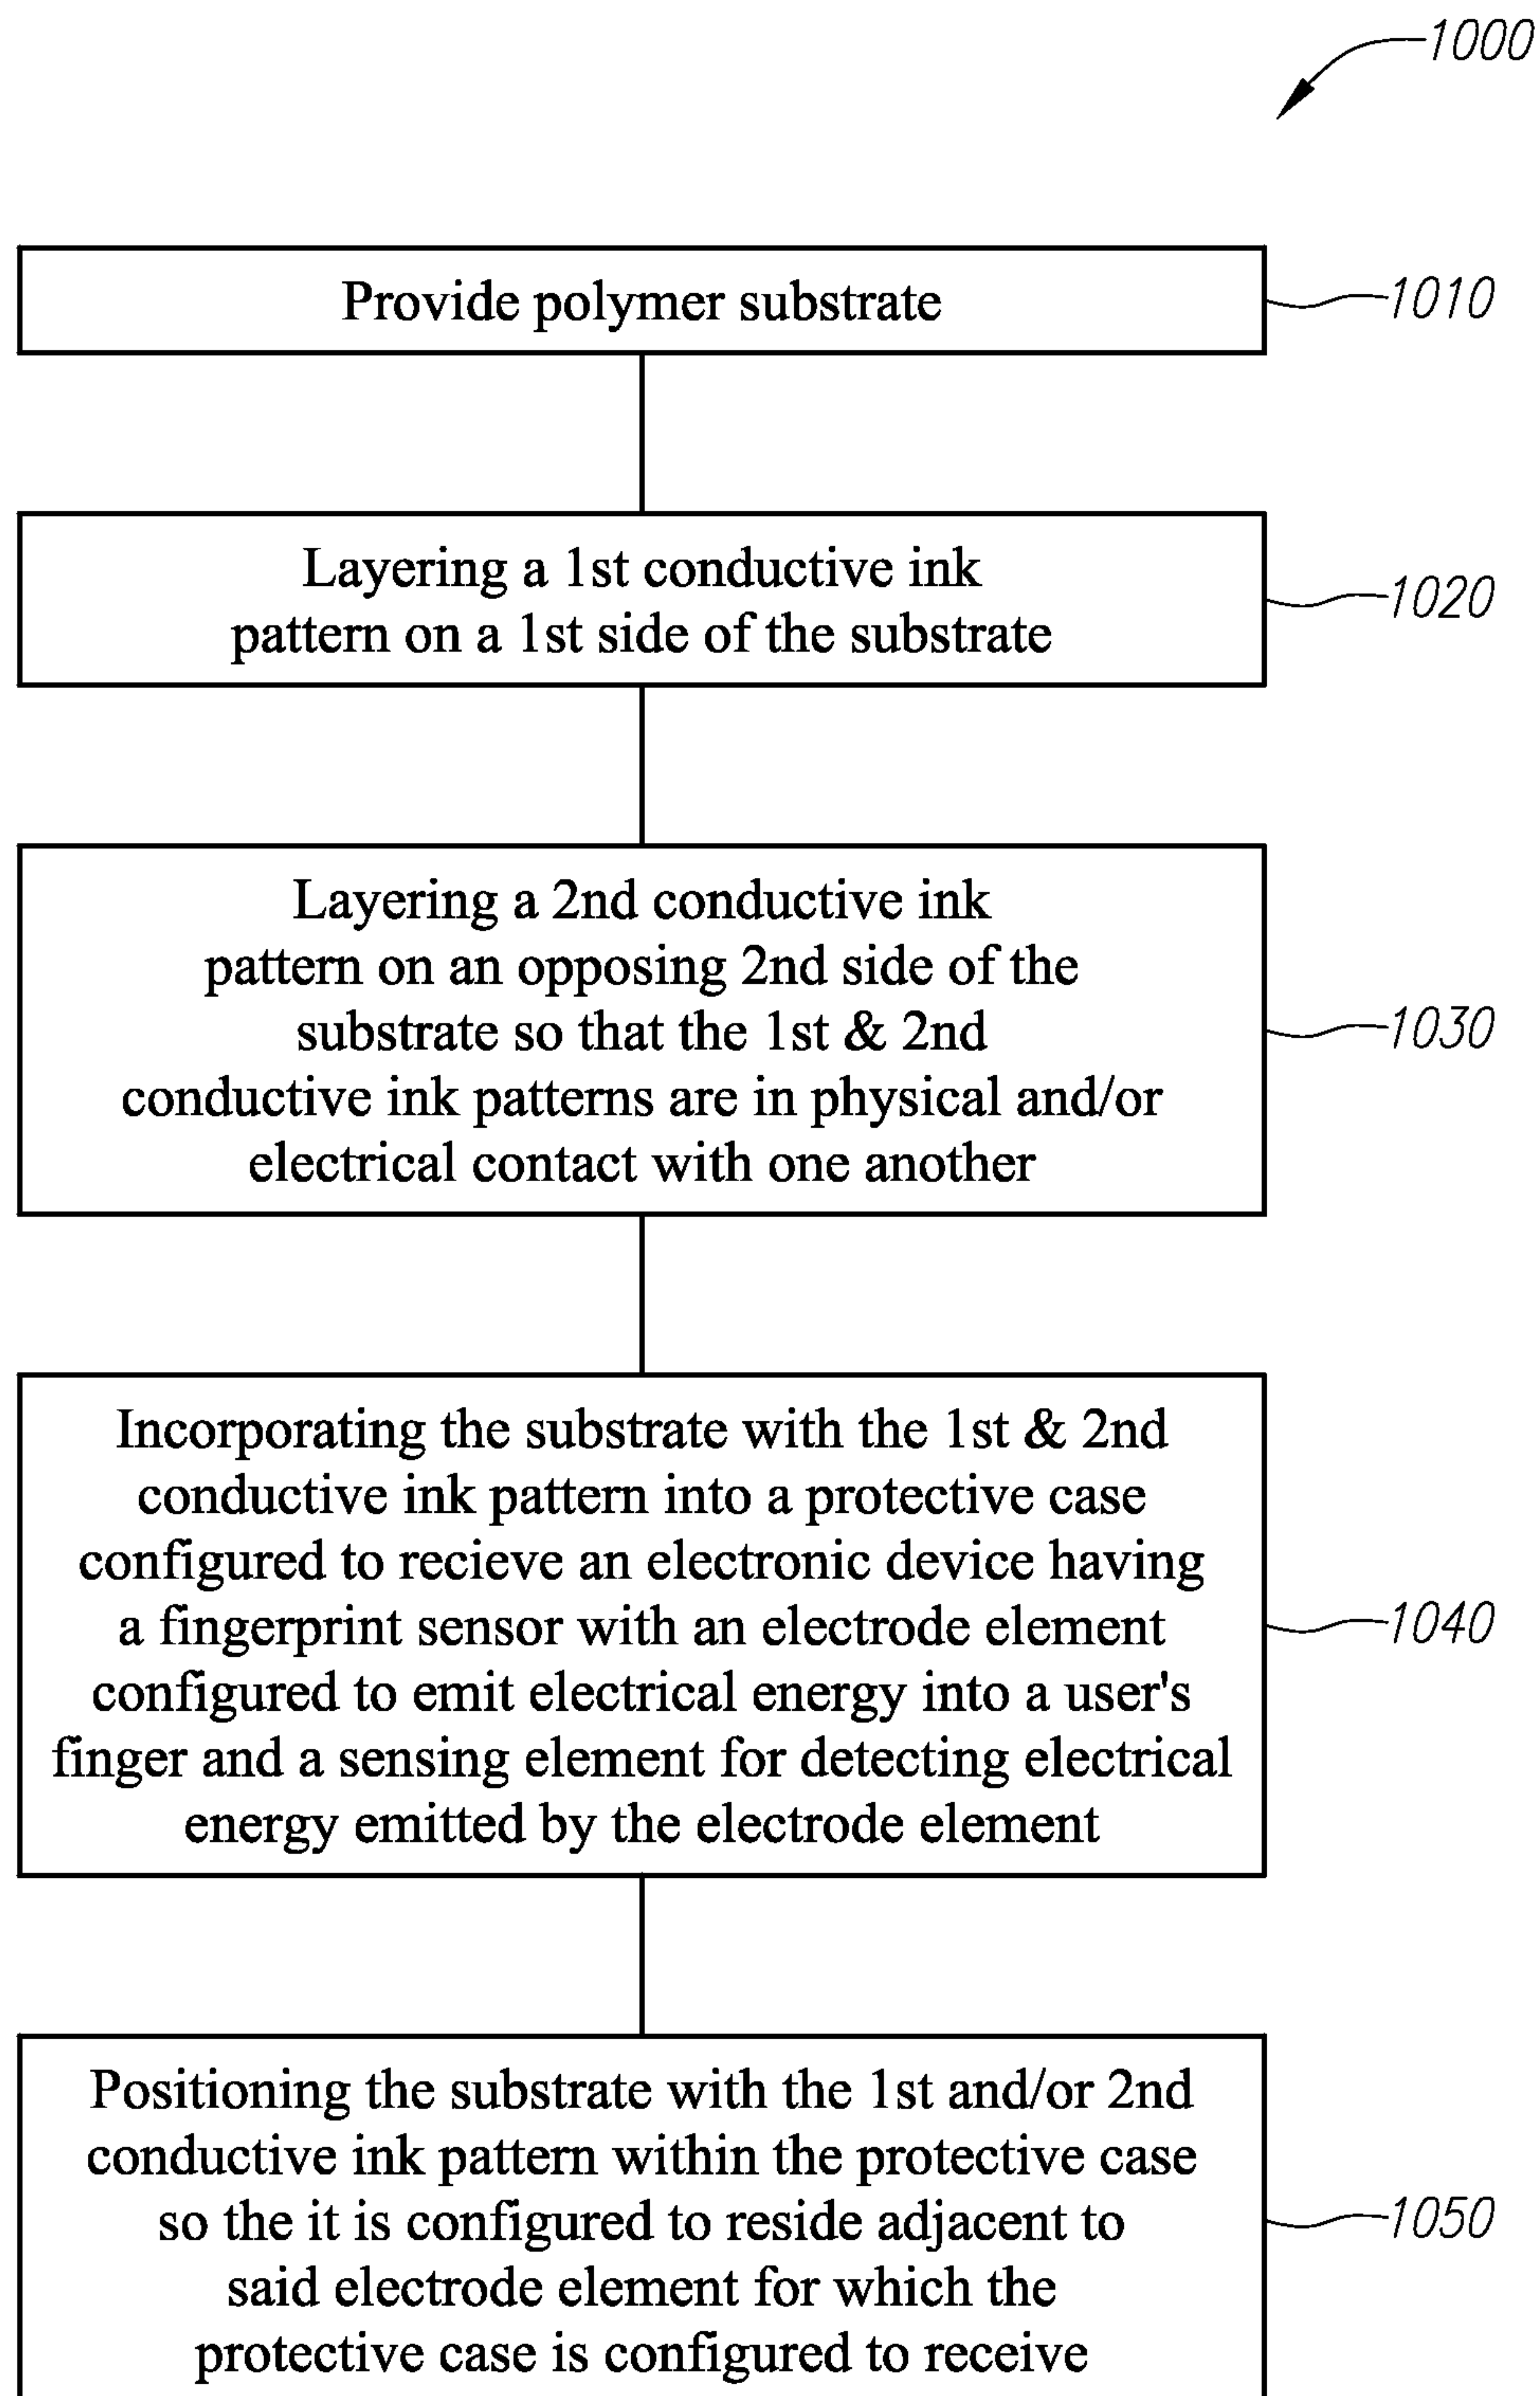 1000
Provide polymer substrate
1010
Layering a 1st conductive ink
pattern on a 1st side of the substrate
1020
Layering a 2nd conductive ink
pattern on an opposing 2nd side of the
substrate so that the 1st & 2nd
conductive ink patterns are in physical and/or
electrical contact with one another
1030
Incorporating the substrate with the 1st & 2nd
conductive ink pattern into a protective case
configured to recieve an electronic device having
a fingerprint sensor with an electrode element
configured to emit electrical energy into a user's
finger and a sensing element for detecting electrical
energy emitted by the electrode element
1040
Positioning the substrate with the 1st and/or 2nd
conductive ink pattern within the protective case
so the it is configured to reside adjacent to
said electrode element for which the
protective case is configured to receive
1050